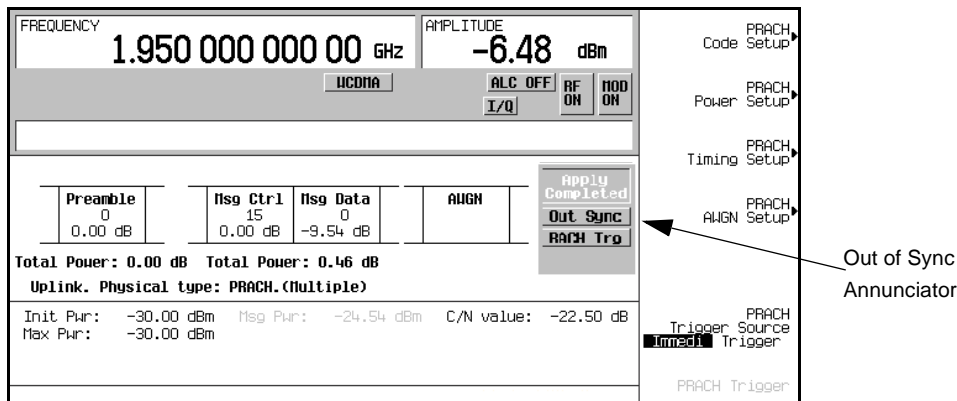 FREQUENCY
1.950 000 000 00 GHz
AMPLITUDE
-6.48 dBm
WCDMA
ALC OFF
I/Q
RF ON
MOD ON
PRACH
Code Setup
PRACH
Power Setup
PRACH
Timing Setup
PRACH
AWGN Setup
Preamble
0
0.00 dB
Msg Ctrl
15
0.00 dB
Msg Data
0
-9.54 dB
AWGN
Apply
Completed
Out Sync
RACH Trg
Out of Sync
Annunciator
Total Power: 0.00 dB Total Power: 0.46 dB
Uplink. Physical type: PRACH.(Multiple)
Init Pwr: -30.00 dBm Msg Pwr: -24.54 dBm C/N value: -22.50 dB
Max Pwr: -30.00 dBm
PRACH
Trigger Source
Immedi Trigger
PRACH Trigger